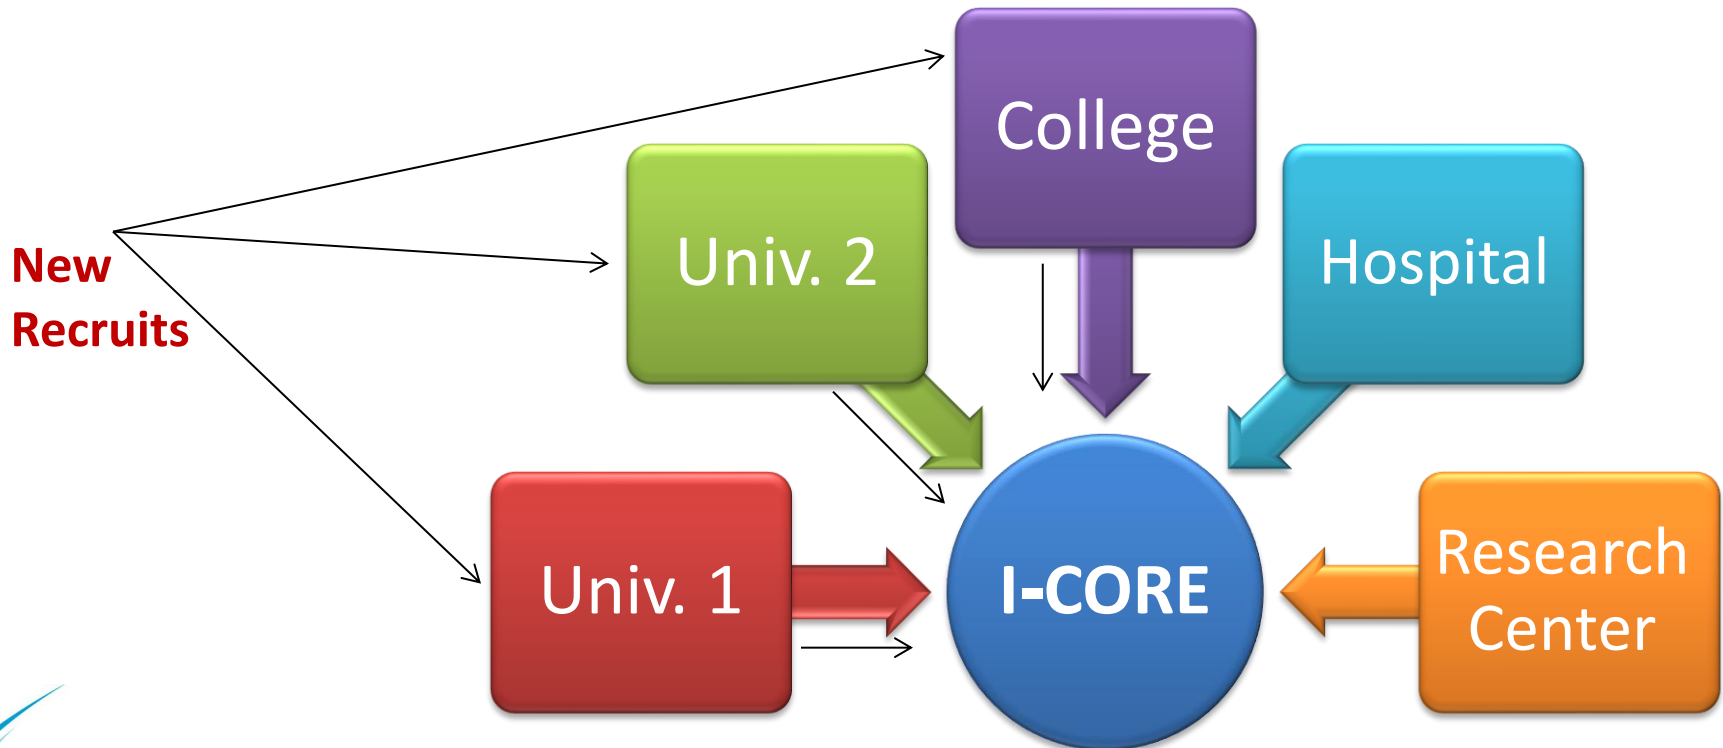 College
Univ. 2
Hospital
New
Recruits
Univ. 1
I-CORE
Research
Center